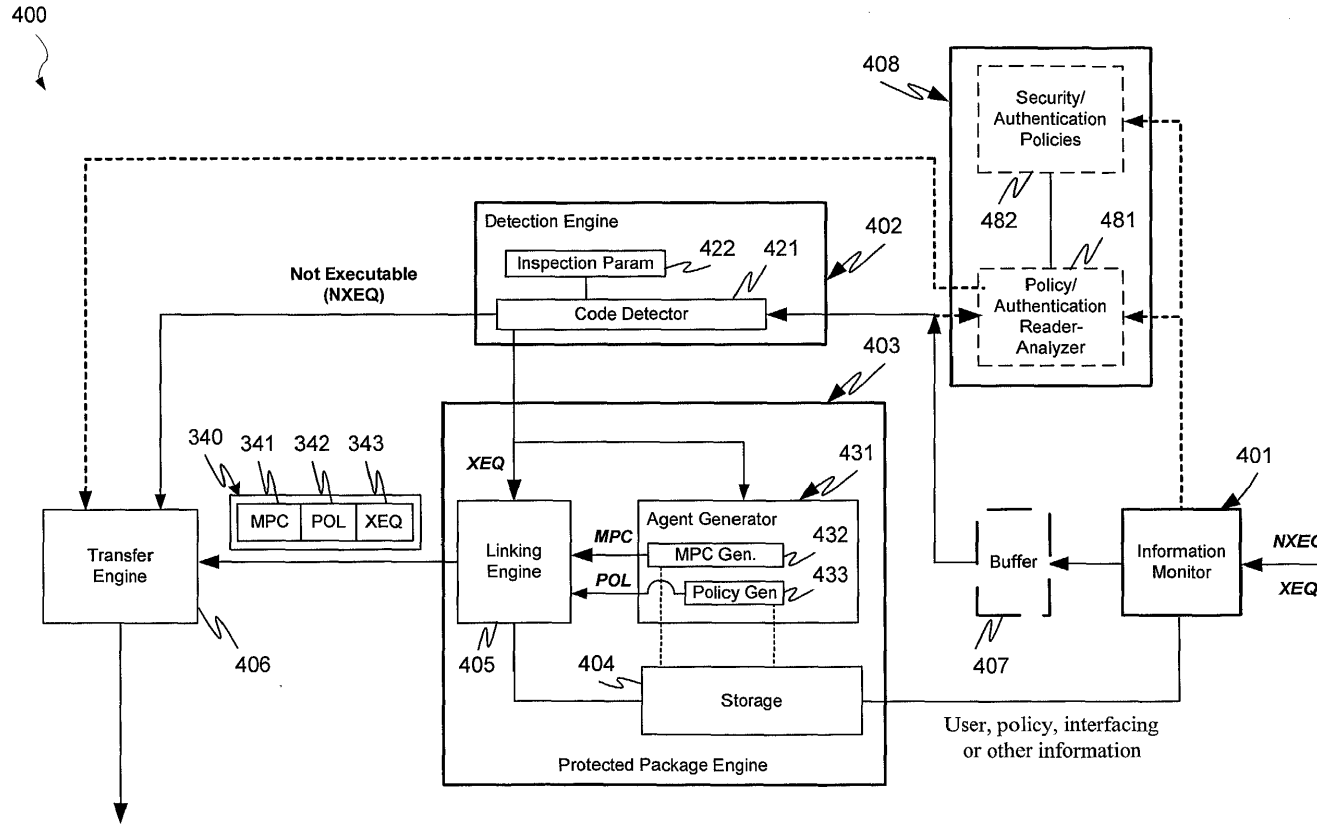 400
408
Security/
Authentication
Policies
482
481
Policy/
Authentication
Reader-
Analyzer
Detection Engine
402
422
421
Inspection Param
Code Detector
Not Executable
(NXEQ)
403
340
341
342
343
MPC
POL
XEQ
XEQ
431
Agent Generator
MPC
MPC Gen.
432
POL
Policy Gen
433
Linking
Engine
405
404
Storage
Protected Package Engine
Transfer
Engine
406
Buffer
407
401
Information
Monitor
NXEQ
XEQ
User, policy, interfacing
or other information